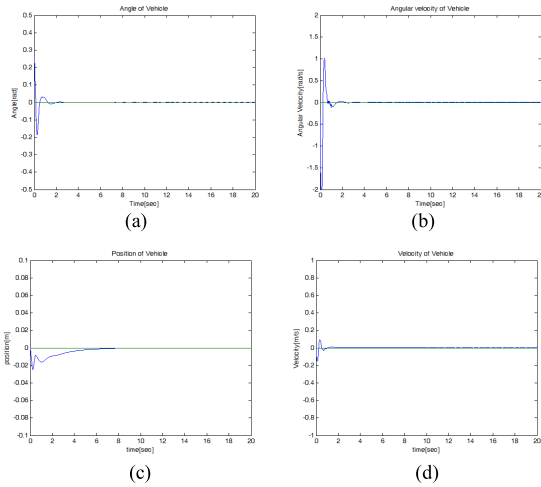 Angle of Vehicle
0.5
0.4
0.3
0.2
0.1
0
-0.1
-0.2
-0.3
-0.4
-0.5
Angle[rad]
0 2 4 6 8 10 12 14 16 18 20
Time[sec]
(a)
Angular velocity of Vehicle
2
1.5
1
0.5
0
-0.5
-1
-1.5
-2
Angular Velocity[rad/s]
0 2 4 6 8 10 12 14 16 18 20
Time[sec]
(b)
Position of Vehicle
0.1
0.08
0.06
0.04
0.02
0
-0.02
-0.04
-0.06
-0.08
-0.1
position[m]
0 2 4 6 8 10 12 14 16 18 20
time[sec]
(c)
Velocity of Vehicle
1
0.8
0.6
0.4
0.2
0
-0.2
-0.4
-0.6
-0.8
-1
Velocity[m/s]
0 2 4 6 8 10 12 14 16 18 20
time[sec]
(d)